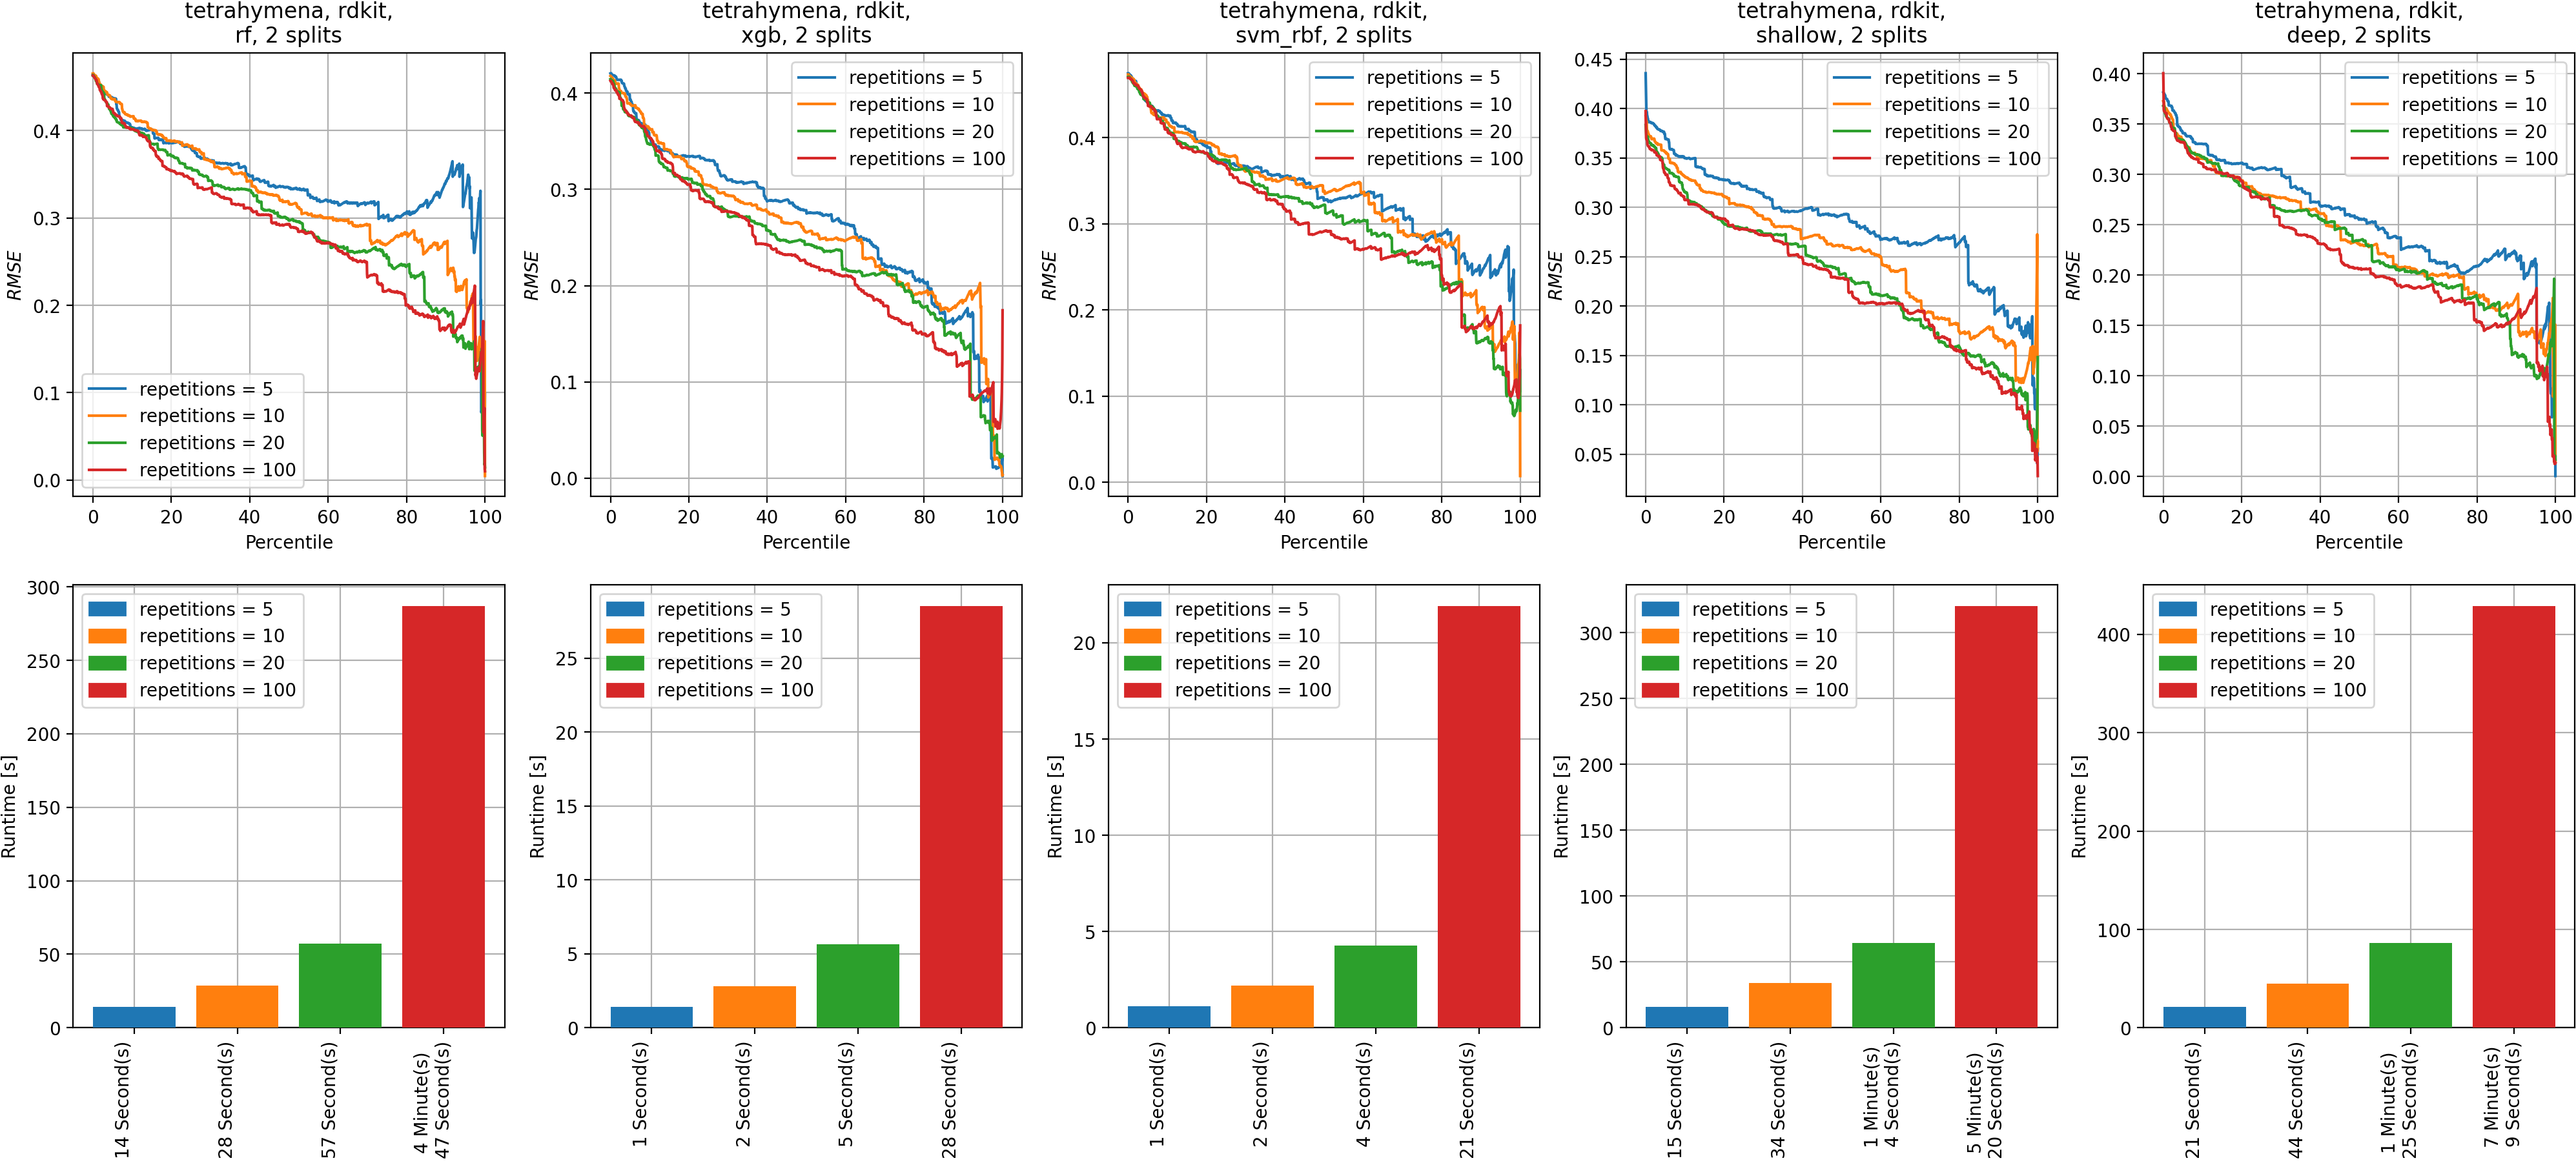 tetrahymena, rdkit,
rf, 2 splits
RMSE
0.4
0.3
0.2
0.1
0.0
repetitions = 5
repetitions = 10
repetitions = 20
repetitions = 100
0 20 40 60 80 100
Percentile
tetrahymena, rdkit,
xgb, 2 splits
RMSE
0.4
0.3
0.2
0.1
0.0
repetitions = 5
repetitions = 10
repetitions = 20
repetitions = 100
0 20 40 60 80 100
Percentile
tetrahymena, rdkit,
svm_rbf, 2 splits
RMSE
0.4
0.3
0.2
0.1
0.0
repetitions = 5
repetitions = 10
repetitions = 20
repetitions = 100
0 20 40 60 80 100
Percentile
tetrahymena, rdkit,
shallow, 2 splits
RMSE
0.45
0.40
0.35
0.30
0.25
0.20
0.15
0.10
0.05
repetitions = 5
repetitions = 10
repetitions = 20
repetitions = 100
0 20 40 60 80 100
Percentile
tetrahymena, rdkit,
deep, 2 splits
RMSE
0.40
0.35
0.30
0.25
0.20
0.15
0.10
0.05
0.00
repetitions = 5
repetitions = 10
repetitions = 20
repetitions = 100
0 20 40 60 80 100
Percentile
Runtime [s]
300
250
200
150
100
50
0
repetitions = 5
repetitions = 10
repetitions = 20
repetitions = 100
14 Second(s)
28 Second(s)
57 Second(s)
4 Minute(s)
47 Second(s)
Runtime [s]
25
20
15
10
5
0
repetitions = 5
repetitions = 10
repetitions = 20
repetitions = 100
1 Second(s)
2 Second(s)
5 Second(s)
28 Second(s)
Runtime [s]
20
15
10
5
0
repetitions = 5
repetitions = 10
repetitions = 20
repetitions = 100
1 Second(s)
2 Second(s)
4 Second(s)
21 Second(s)
Runtime [s]
300
250
200
150
100
50
0
repetitions = 5
repetitions = 10
repetitions = 20
repetitions = 100
15 Second(s)
34 Second(s)
1 Minute(s)
4 Second(s)
5 Minute(s)
20 Second(s)
Runtime [s]
400
300
200
100
0
repetitions = 5
repetitions = 10
repetitions = 20
repetitions = 100
21 Second(s)
44 Second(s)
1 Minute(s)
25 Second(s)
7 Minute(s)
9 Second(s)